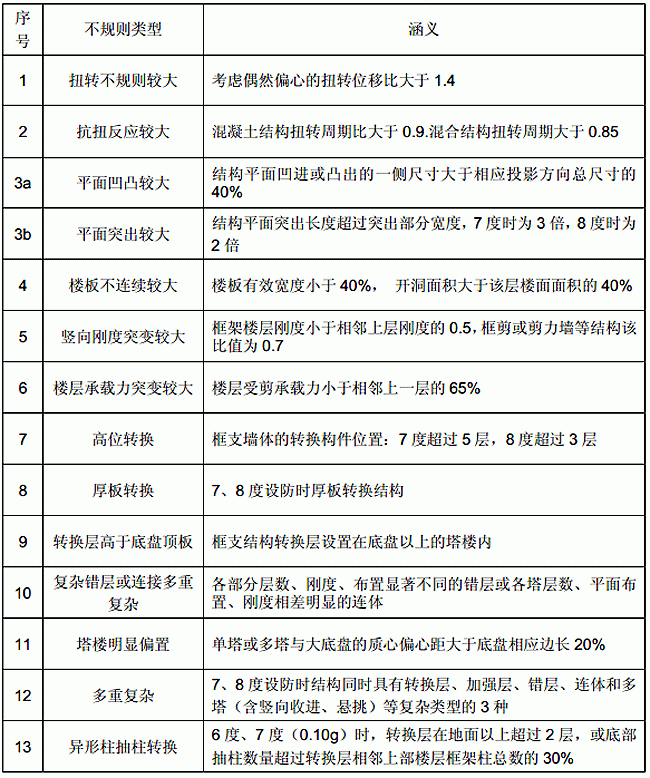 序号 不规则类型 涵义
1 扭转不规则较大 考虑偶然偏心的扭转位移比大于 1.4
2 抗扭反应较大 混凝土结构扭转周期比大于 0.9.混合结构扭转周期大于 0.85
3a 平面凹凸较大 结构平面凹进或凸出的一侧尺寸大于相应投影方向总尺寸的
40%
3b 平面突出较大 结构平面突出长度超过突出部分宽度，7 度时为 3 倍，8 度时为
2 倍
4 楼板不连续较大 楼板有效宽度小于 40%， 开洞面积大于该层楼面面积的 40%
5 竖向刚度突变较大 框架楼层刚度小于相邻上层刚度的 0.5，框剪或剪力墙等结构该
比值为 0.7
6 楼层承载力突变较大 楼层受剪承载力小于相邻上一层的 65%
7 高位转换 框支墙体的转换构件位置：7 度超过 5 层，8 度超过 3 层
8 厚板转换 7、8 度设防时厚板转换结构
9 转换层高于底盘顶板 框支结构转换层设置在底盘以上的塔楼内
10 复杂错层或连接多重
复杂 各部分层数、刚度、布置显著不同的错层或各塔层数、平面布
置、刚度相差明显的连体
11 塔楼明显偏置 单塔或多塔与大底盘的质心偏心距大于底盘相应边长 20%
12 多重复杂 7、8 度设防时结构同时具有转换层、加强层、错层、连体和多
塔（含竖向收进、悬挑）等复杂类型的 3 种
13 异形柱抽柱转换 6 度、7 度（0.10g）时，转换层在地面以上超过 2 层，或底部
抽柱数量超过转换层相邻上部楼层框架柱总数的 30%